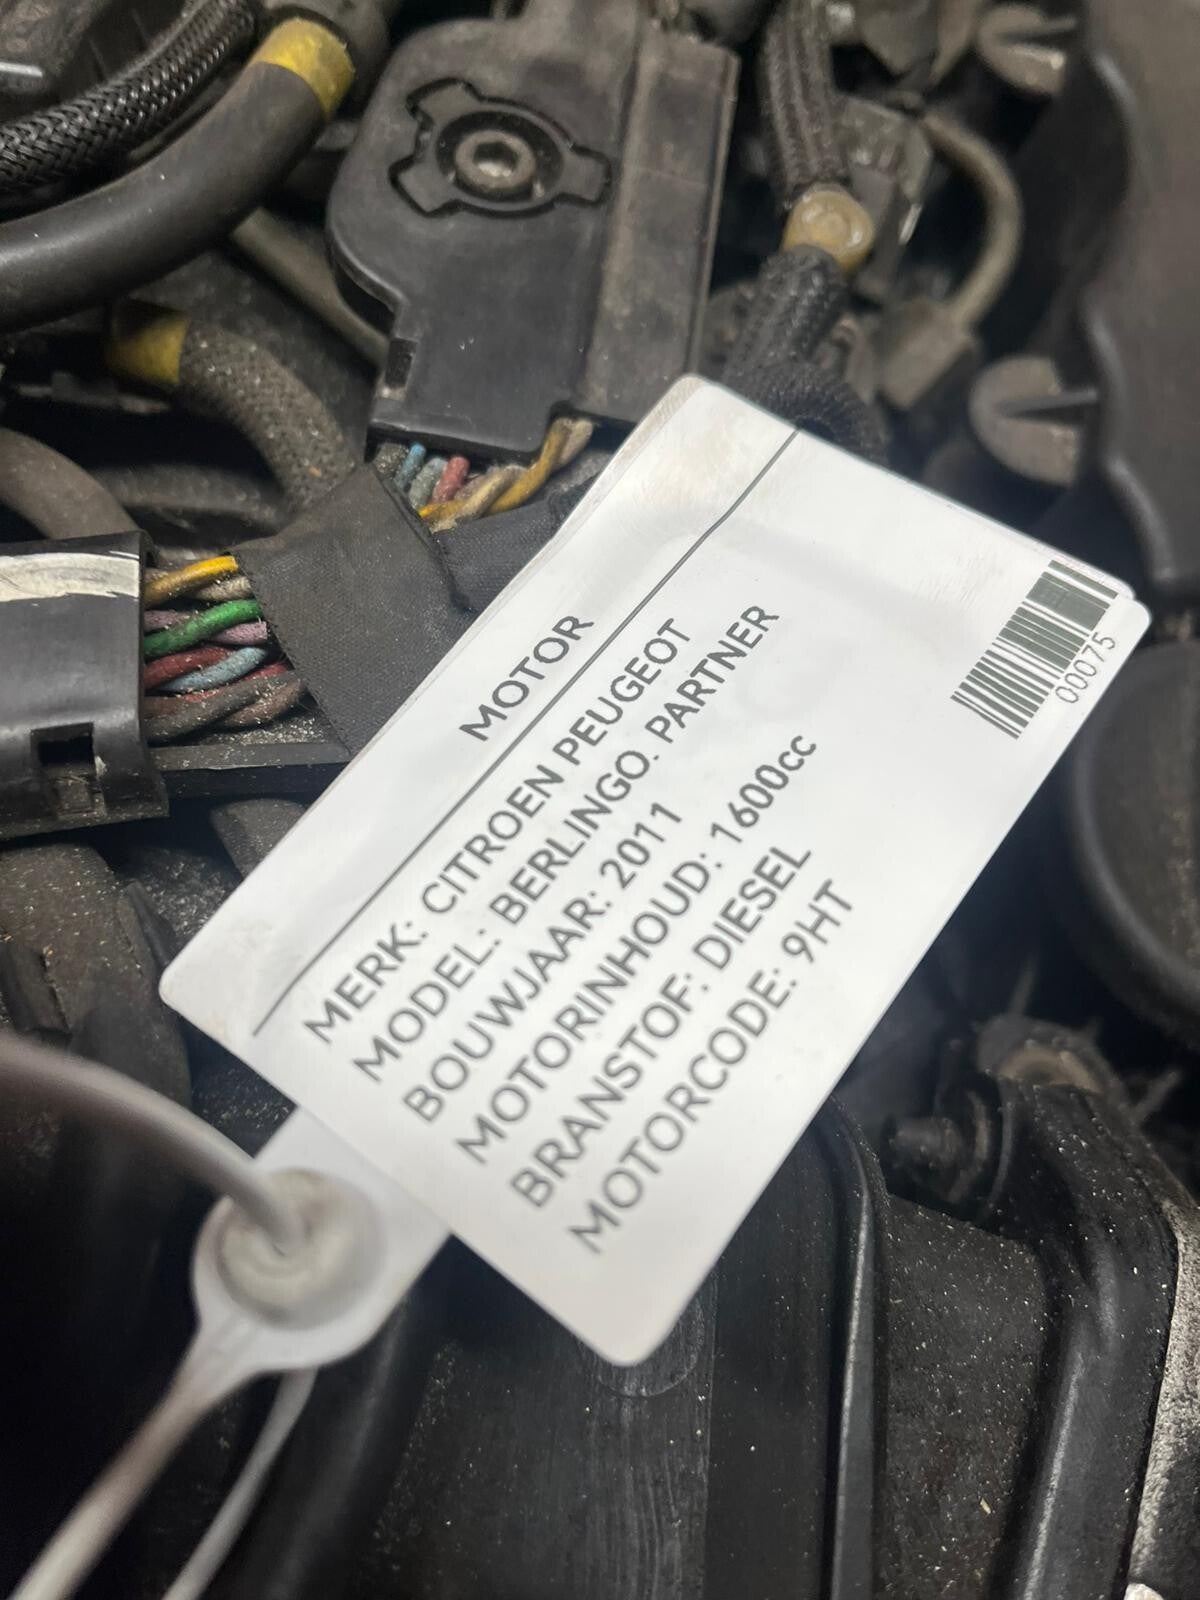 MOTOR
MERK: CITROEN PEUGEOT
MODEL: BERLINGO. PARTNER
BOUWJAAR: 2011
MOTORINHOUD: 1600cc
BRANSTOF: DIESEL
MOTORCODE: 9HT
00075